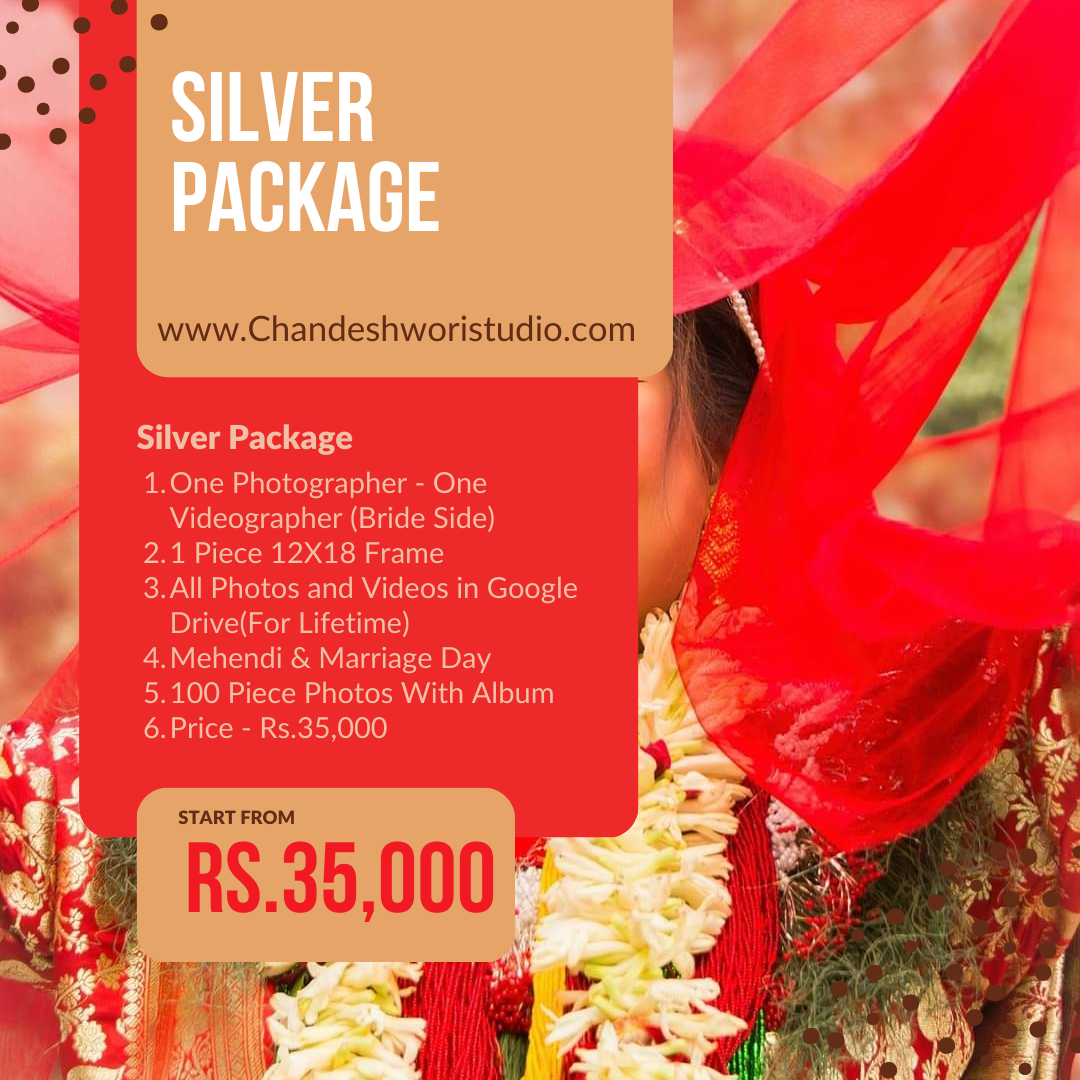 SILVER
PACKAGE
www.Chandeshworistudio.com
Silver Package
1. One Photographer - One
Videographer (Bride Side)
2. 1 Piece 12X18 Frame
3. All Photos and Videos in Google
Drive(For Lifetime)
4. Mehendi & Marriage Day
5. 100 Piece Photos With Album
6. Price - Rs.35,000
START FROM
RS.35,000